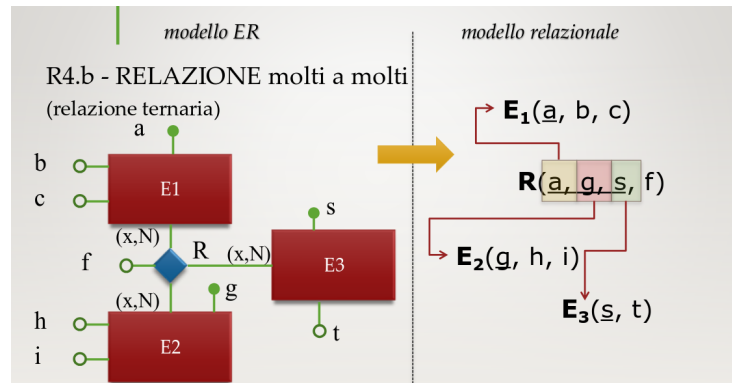 modello ER
modello relazionale
R4.b - RELAZIONE molti a molti
(relazione ternaria)
a
b
c
E1
(x,N)
f
R
(x,N)
s
E3
t
(x,N)
g
h
i
E2
E₁(a, b, c)
R(a, g, s, f)
E₂(g, h, i)
E₃(s, t)